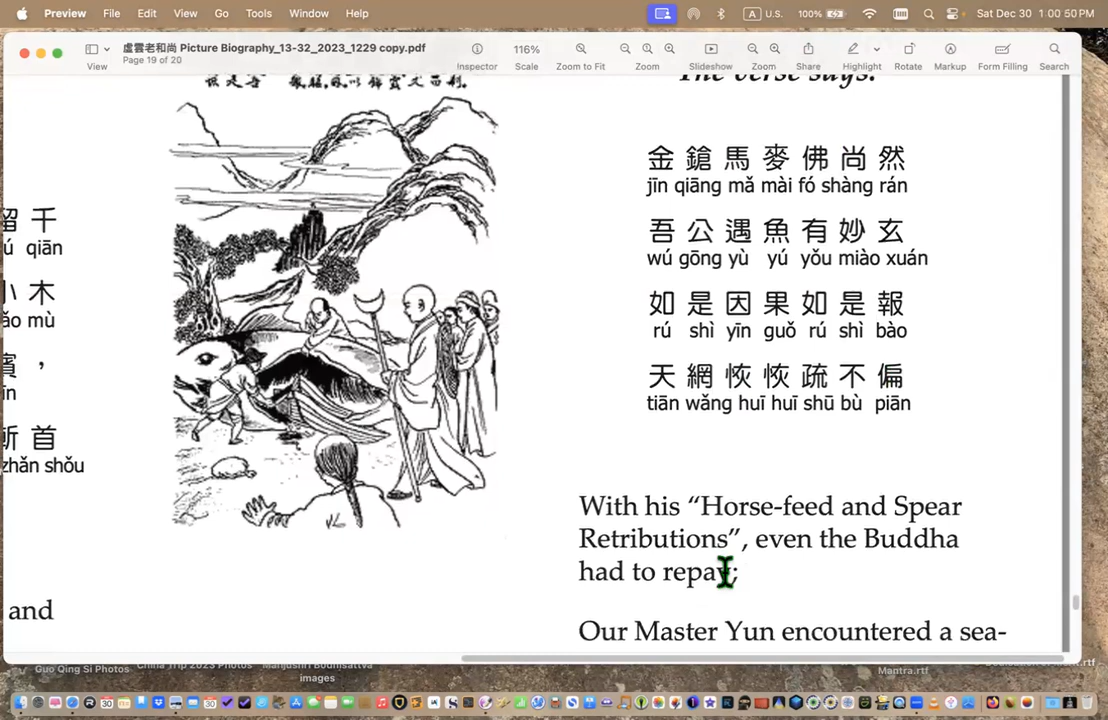 Preview File Edit View Go Tools Window Help
A U.S. 100% Sat Dec 30 1:00:50 PM
虛雲老和尚 Picture Biography_13-32_2023_1229 copy.pdf
Page 19 of 20
116%
View Inspector Scale Zoom to Fit Zoom Slideshow Zoom Share Highlight Rotate Markup Form Filling Search
The verse says:
留 千
ú qiān
小 木
ǎo mù
賓 ，
īn
斬 首
zhǎn shǒu
and
金 鎗 馬 麥 佛 尚 然
jīn qiāng mǎ mài fó shàng rán
吾 公 遇 魚 有 妙 玄
wú gōng yù yú yǒu miào xuán
如 是 因 果 如 是 報
rú shì yīn guǒ rú shì bào
天 網 恢 恢 疏 不 偏
tiān wǎng huī huī shū bù piān
With his “Horse-feed and Spear
Retributions”, even the Buddha
had to repay;
Our Master Yun encountered a sea-
Guo Qing Si Photos
China Trip 2023 Photos
Manjushri Bodhisattva
images
Mantra.rtf